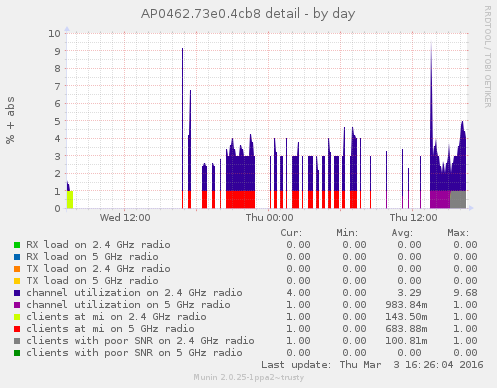 AP0462.73e0.4cb8 detail - by day
RRDTOOL / TOBI OETIKER
% + abs
10
9
8
7
6
5
4
3
2
1
0
Wed 12:00 Thu 00:00 Thu 12:00
Cur: Min: Avg: Max:
RX load on 2.4 GHz radio 0.00 0.00 0.00 0.00
RX load on 5 GHz radio 0.00 0.00 0.00 0.00
TX load on 2.4 GHz radio 0.00 0.00 0.00 0.00
TX load on 5 GHz radio 0.00 0.00 0.00 0.00
channel utilization on 2.4 GHz radio 4.00 0.00 3.29 9.68
channel utilization on 5 GHz radio 1.00 0.00 983.84m 1.00
clients at mi on 2.4 GHz radio 0.00 0.00 143.50m 1.00
clients at mi on 5 GHz radio 0.00 0.00 683.88m 1.00
clients with poor SNR on 2.4 GHz radio 1.00 0.00 100.81m 1.00
clients with poor SNR on 5 GHz radio 0.00 0.00 0.00 0.00
Last update: Thu Mar 3 16:26:04 2016
Munin 2.0.25-1ppa2~trusty